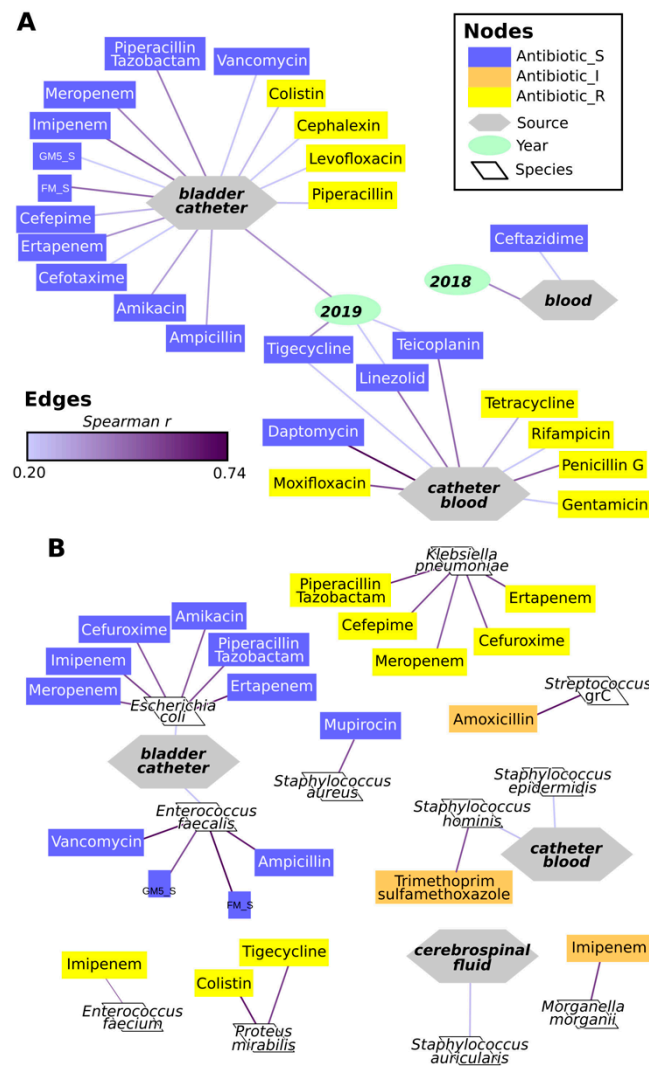 A
Piperacillin
Tazobactam
Vancomycin
Meropenem
Colistin
Imipenem
Cephalexin
GM5_S
Levofloxacin
FM_S
bladder
catheter
Piperacillin
Cefepime
Ertapenem
Cefotaxime
Amikacin
Ampicillin
Nodes
Antibiotic_S
Antibiotic_I
Antibiotic_R
Source
Year
Species
Ceftazidime
2018
blood
2019
Tigecycline
Teicoplanin
Linezolid
Edges
Spearman r
0.20
0.74
Daptomycin
Moxifloxacin
Tetracycline
Rifampicin
Penicillin G
Gentamicin
catheter
blood
B
Klebsiella
pneumoniae
Piperacillin
Tazobactam
Ertapenem
Cefepime
Cefuroxime
Meropenem
Amikacin
Cefuroxime
Piperacillin
Tazobactam
Imipenem
Meropenem
Ertapenem
Escherichia
coli
bladder
catheter
Enterococcus
faecalis
Vancomycin
Ampicillin
GM5_S
FM_S
Mupirocin
Staphylococcus
aureus
Streptococcus
grC
Amoxicillin
Staphylococcus
epidermidis
Staphylococcus
hominis
catheter
blood
Trimethoprim
sulfamethoxazole
Imipenem
Enterococcus
faecium
Tigecycline
Colistin
Proteus
mirabilis
cerebrospinal
fluid
Staphylococcus
auricularis
Imipenem
Morganella
morganii